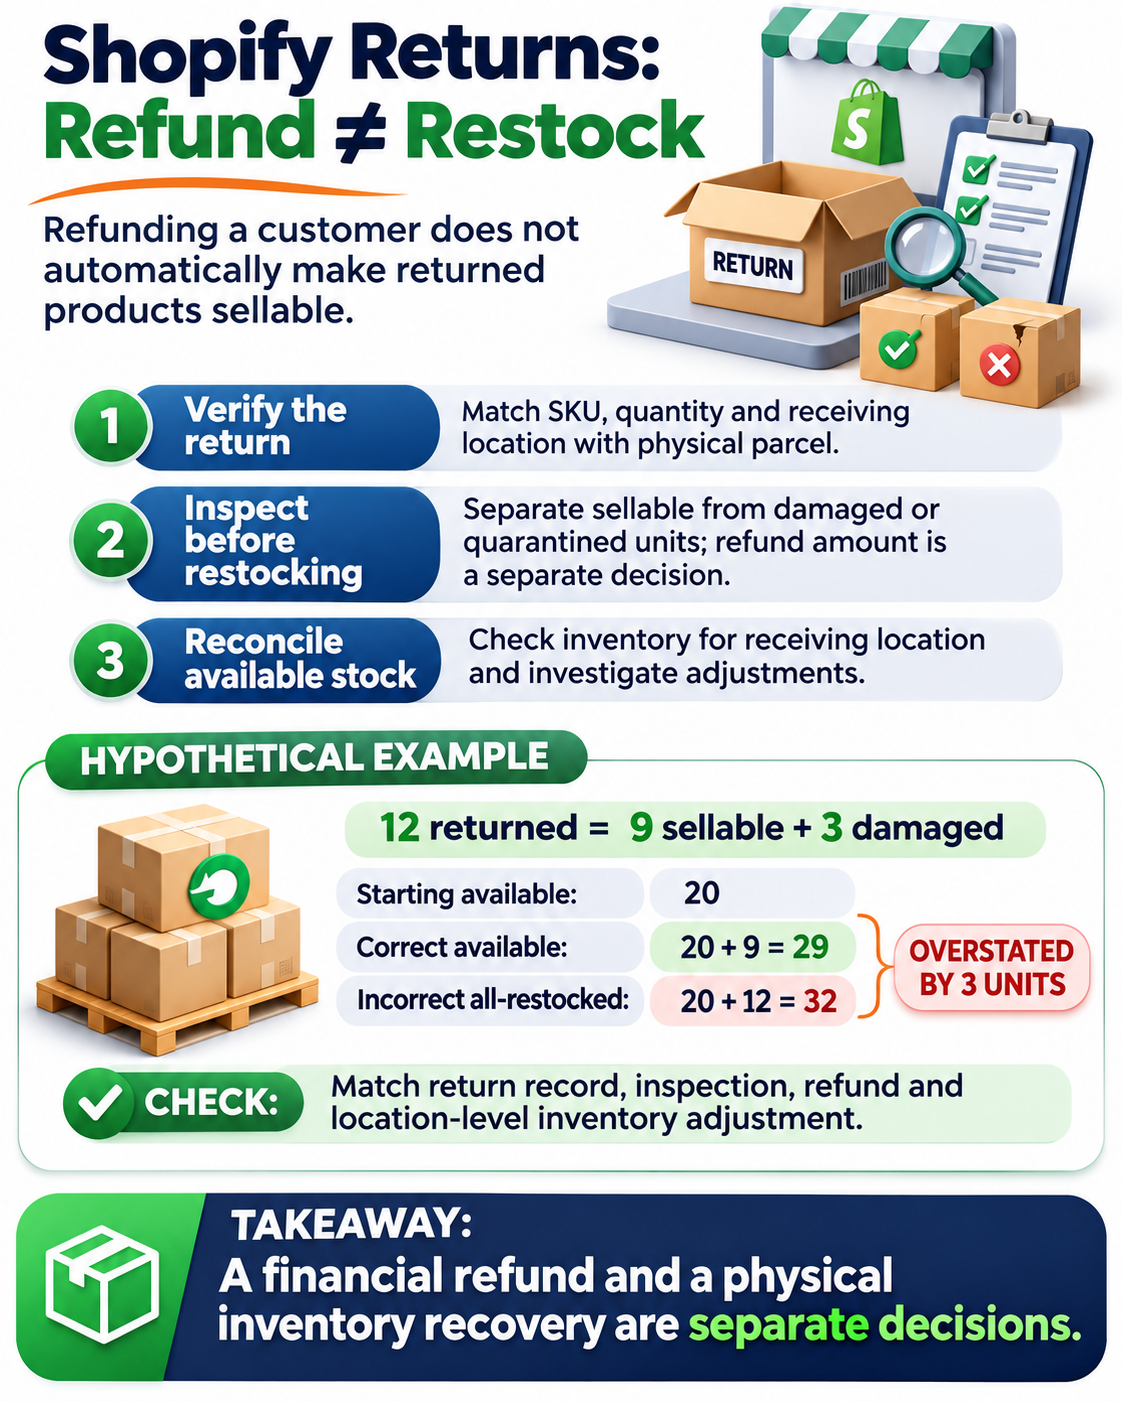 Shopify Returns:
Refund ≠ Restock
Refunding a customer does not
automatically make returned
products sellable.
S
RETURN
1
Verify the
return
Match SKU, quantity and receiving
location with physical parcel.
2
Inspect
before
restocking
Separate sellable from damaged or
quarantined units; refund amount is
a separate decision.
3
Reconcile
available stock
Check inventory for receiving location
and investigate adjustments.
HYPOTHETICAL EXAMPLE
12 returned = 9 sellable + 3 damaged
Starting available: 20
Correct available: 20 + 9 = 29
Incorrect all-restocked: 20 + 12 = 32
OVERSTATED
BY 3 UNITS
CHECK:
Match return record, inspection, refund and
location-level inventory adjustment.
TAKEAWAY:
A financial refund and a physical
inventory recovery are separate decisions.